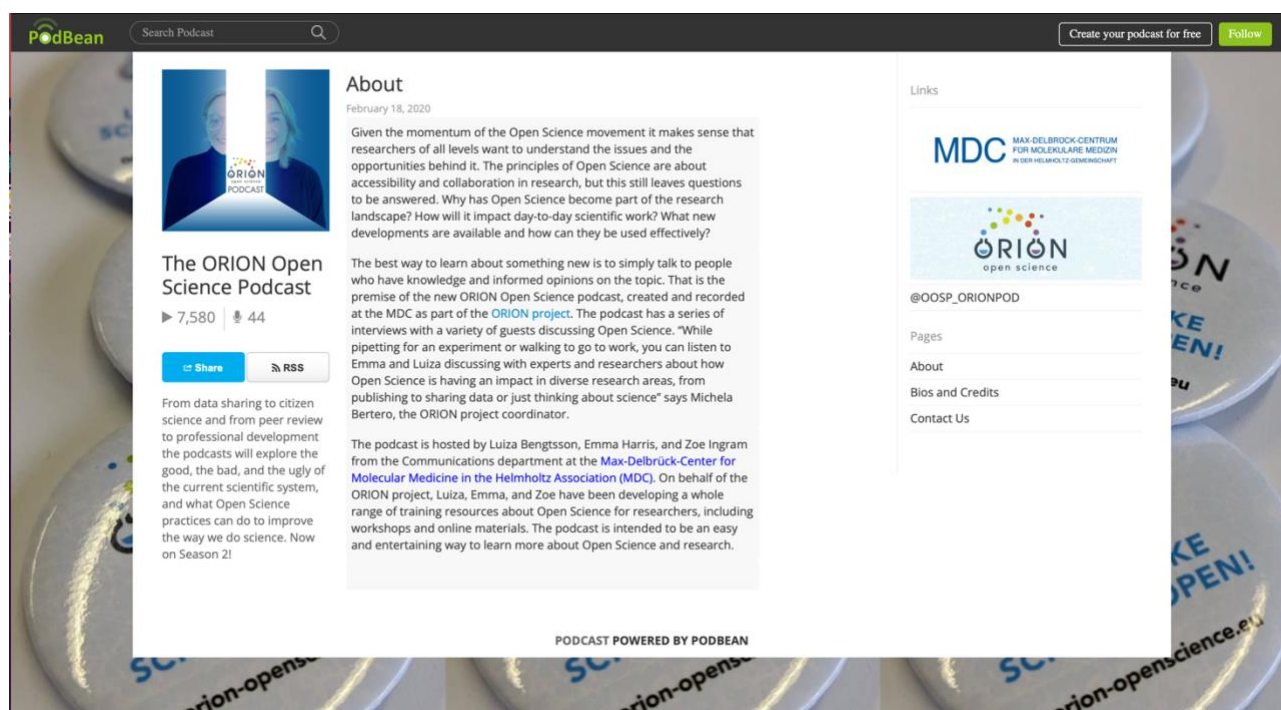 PodBean
Search Podcast
Create your podcast for free
Follow
ORION
open science
PODCAST
The ORION Open
Science Podcast
7,580
44
Share
RSS
From data sharing to citizen
science and from peer review
to professional development
the podcasts will explore the
good, the bad, and the ugly of
the current scientific system,
and what Open Science
practices can do to improve
the way we do science. Now
on Season 2!
About
February 18, 2020
Given the momentum of the Open Science movement it makes sense that
researchers of all levels want to understand the issues and the
opportunities behind it. The principles of Open Science are about
accessibility and collaboration in research, but this still leaves questions
to be answered. Why has Open Science become part of the research
landscape? How will it impact day-to-day scientific work? What new
developments are available and how can they be used effectively?
The best way to learn about something new is to simply talk to people
who have knowledge and informed opinions on the topic. That is the
premise of the new ORION Open Science podcast, created and recorded
at the MDC as part of the ORION project. The podcast has a series of
interviews with a variety of guests discussing Open Science. “While
pipetting for an experiment or walking to go to work, you can listen to
Emma and Luiza discussing with experts and researchers about how
Open Science is having an impact in diverse research areas, from
publishing to sharing data or just thinking about science” says Michela
Bertero, the ORION project coordinator.
The podcast is hosted by Luiza Bengtsson, Emma Harris, and Zoe Ingram
from the Communications department at the Max-Delbrück-Center for
Molecular Medicine in the Helmholtz Association (MDC). On behalf of the
ORION project, Luiza, Emma, and Zoe have been developing a whole
range of training resources about Open Science for researchers, including
workshops and online materials. The podcast is intended to be an easy
and entertaining way to learn more about Open Science and research.
Links
MDC
MAX-DELBRÜCK-CENTRUM
FÜR MOLEKULARE MEDIZIN
IN DER HELMHOLTZ-GEMEINSCHAFT
ORION
open science
@OOSP_ORIONPOD
Pages
About
Bios and Credits
Contact Us
PODCAST POWERED BY PODBEAN